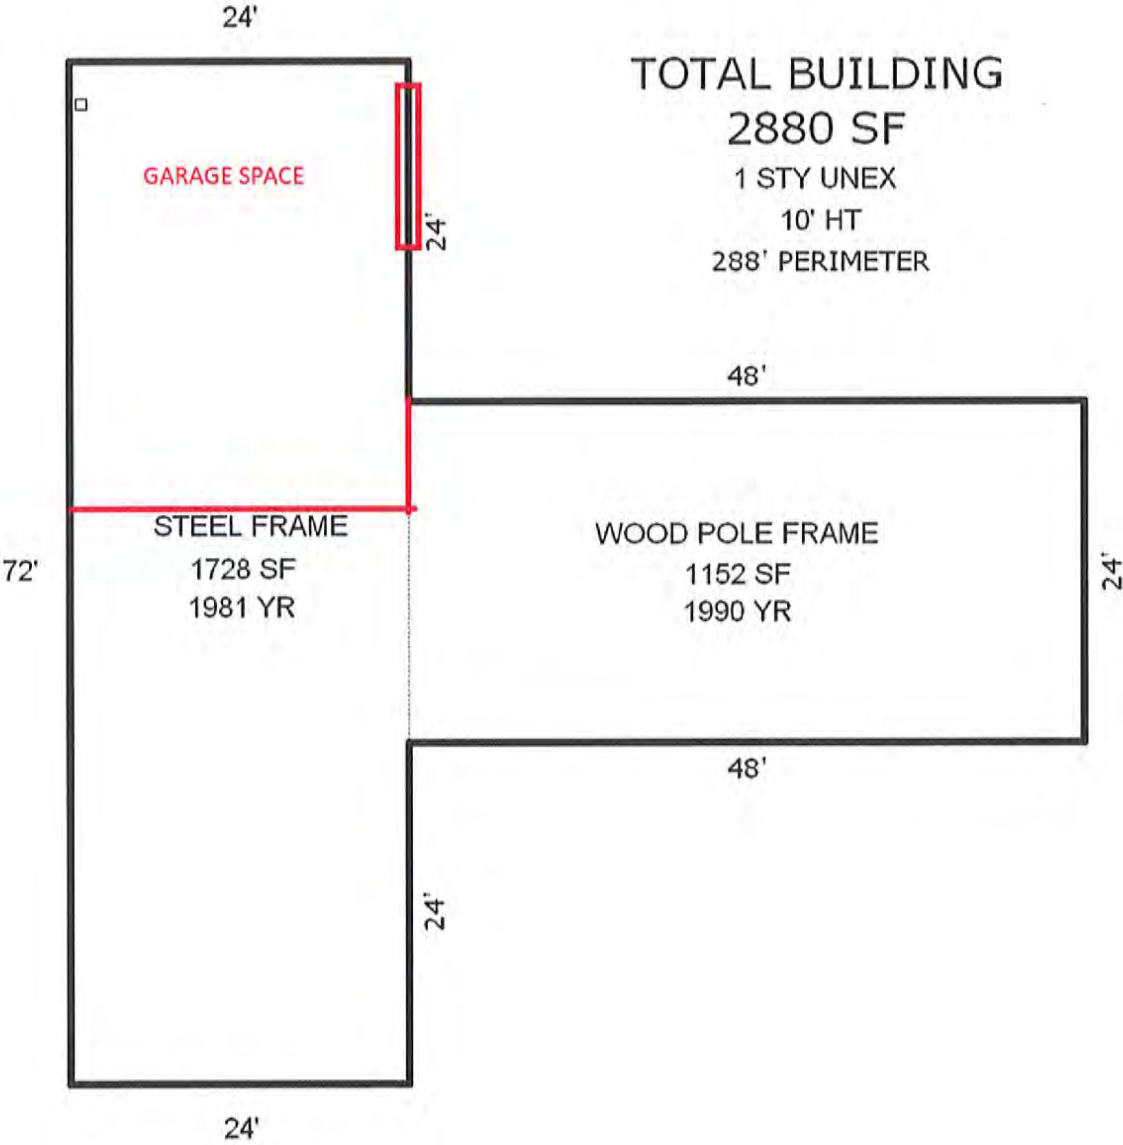 24'
TOTAL BUILDING
2880 SF
1 STY UNEX
10' HT
288' PERIMETER
GARAGE SPACE
24'
48'
STEEL FRAME
1728 SF
1981 YR
WOOD POLE FRAME
1152 SF
1990 YR
72'
24'
48'
24'
24'